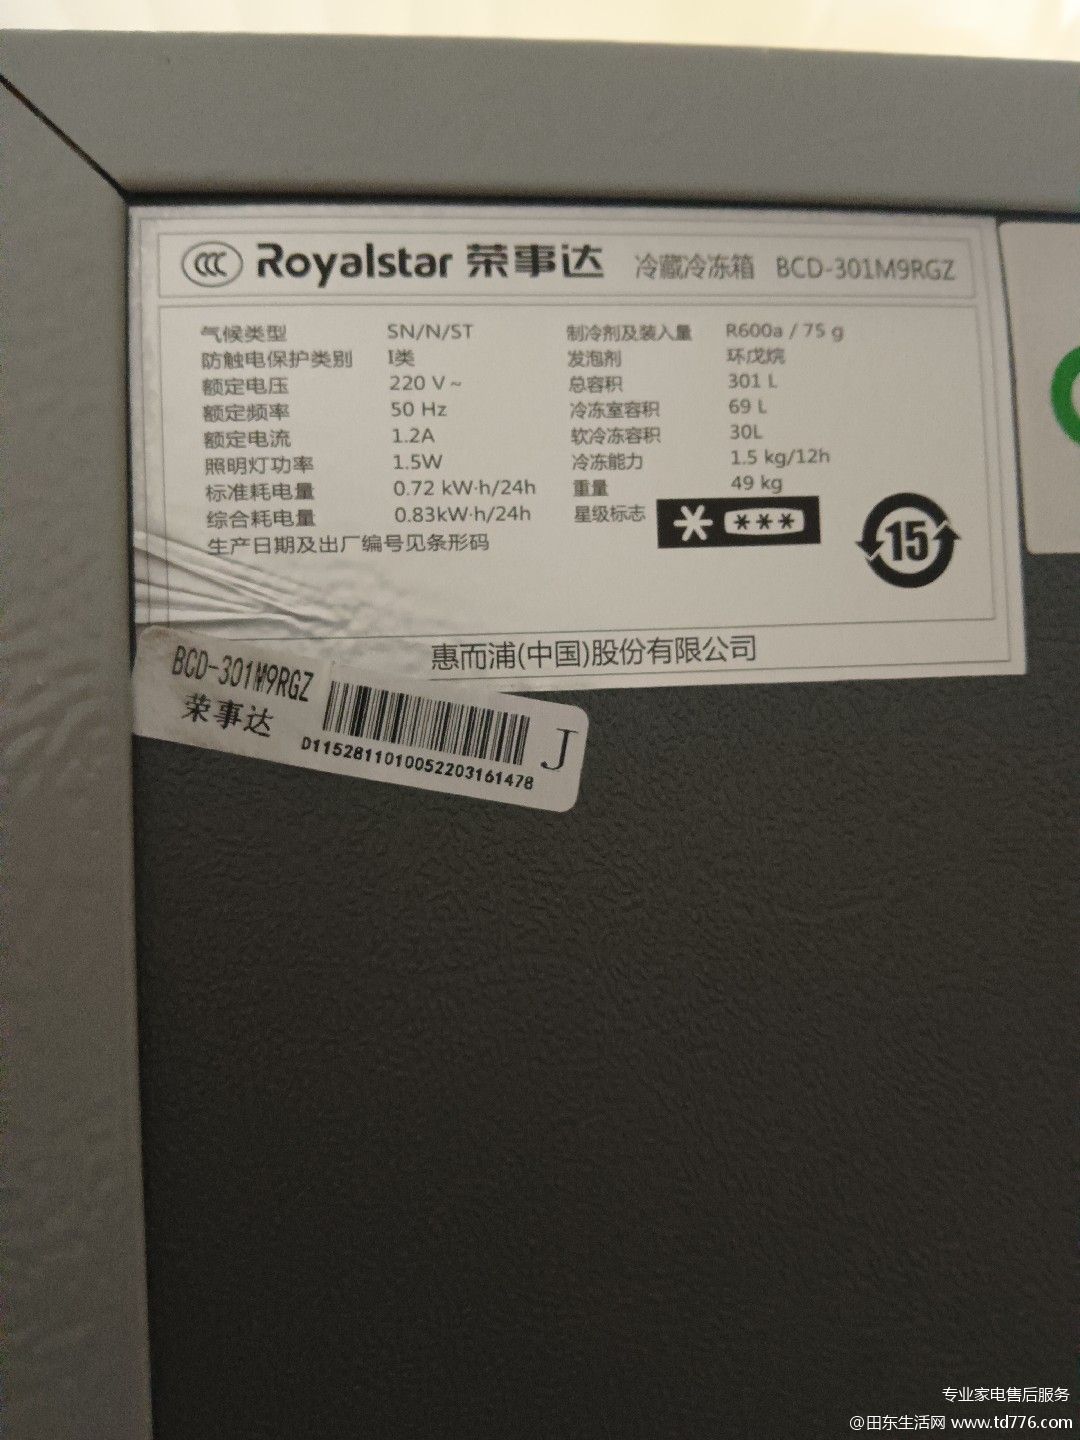 CCC Royalstar 荣事达 冷藏冷冻箱 BCD-301M9RGZ
气候类型 SN/N/ST 制冷剂及装入量 R600a / 75 g
防触电保护类别 I类 发泡剂 环戊烷
额定电压 220 V ~ 总容积 301 L
额定频率 50 Hz 冷冻室容积 69 L
额定电流 1.2A 软冷冻容积 30L
照明灯功率 1.5W 冷冻能力 1.5 kg/12h
标准耗电量 0.72 kW·h/24h 重量 49 kg
综合耗电量 0.83kW·h/24h 星级标志 * ***
生产日期及出厂编号见条形码
15
惠而浦(中国)股份有限公司
BCD-301M9RGZ
荣事达
D11528110100522031​61478
J
专业家电售后服务
@田东生活网 www.td776.com